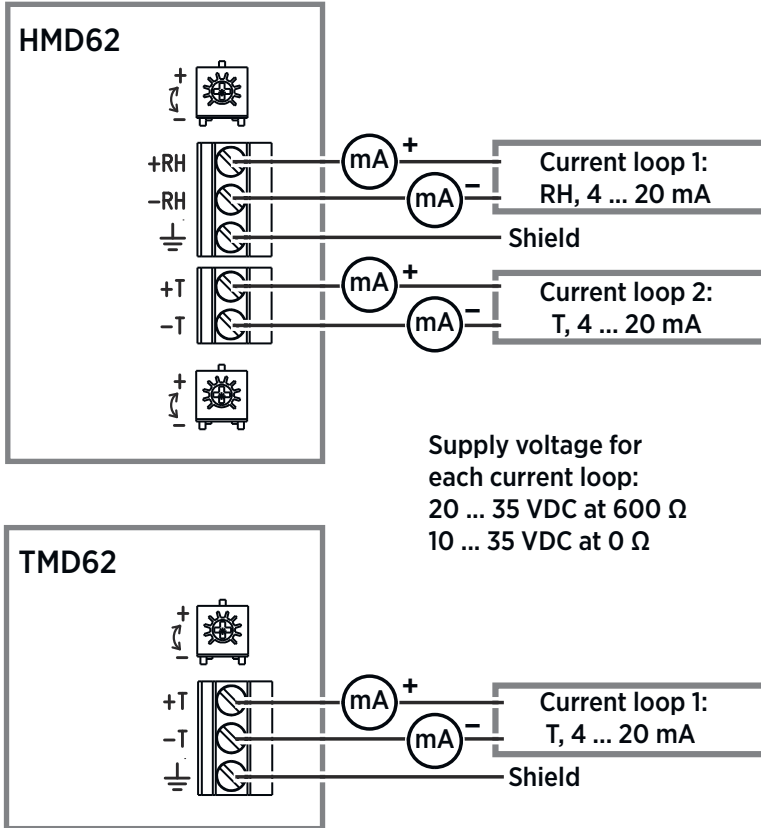 HMD62
+
−
+RH
mA
+
Current loop 1:
RH, 4 ... 20 mA
−RH
mA
−
Shield
+T
mA
+
Current loop 2:
T, 4 ... 20 mA
−T
mA
−
+
−
Supply voltage for
each current loop:
20 ... 35 VDC at 600 Ω
10 ... 35 VDC at 0 Ω
TMD62
+
−
+T
mA
+
Current loop 1:
T, 4 ... 20 mA
−T
mA
−
Shield